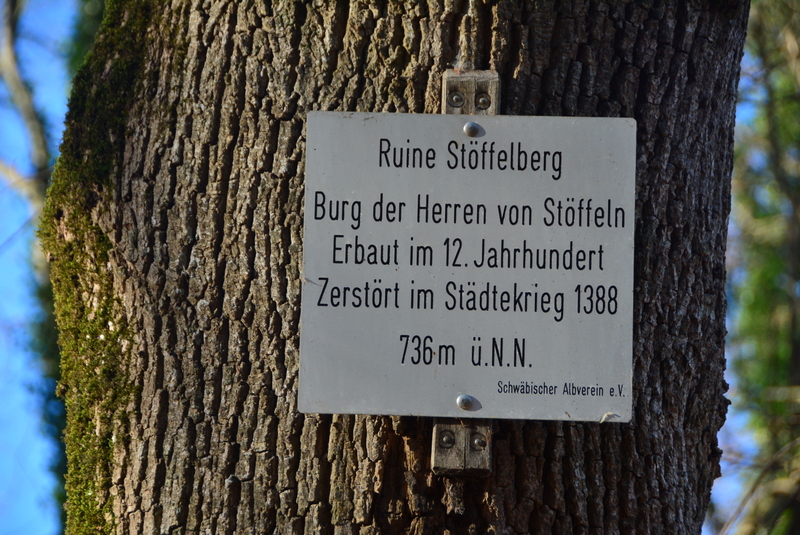 Ruine Stöffelberg
Burg der Herren von Stöffeln
Erbaut im 12. Jahrhundert
Zerstört im Städtekrieg 1388
736 m ü.N.N.
Schwäbischer Albverein e.V.